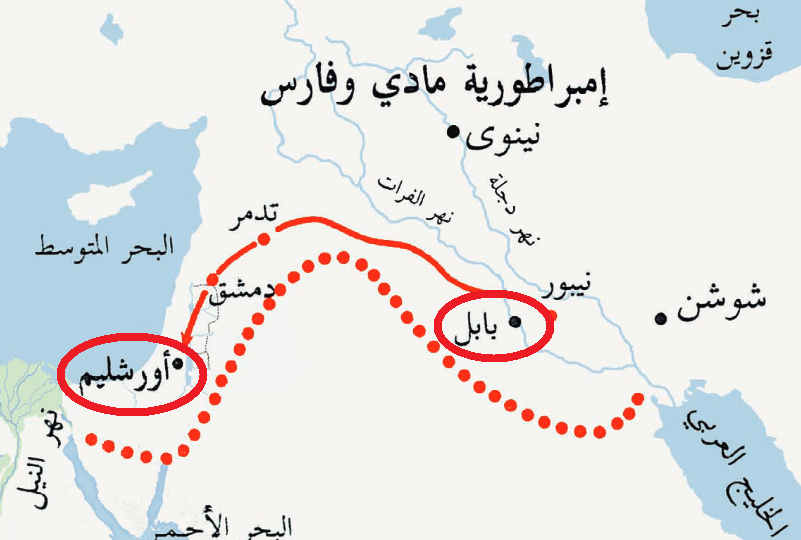 بحر
قزوين
إمبراطورية مادي وفارس
نينوى
نهر دجلة
نهر الفرات
تدمر
البحر المتوسط
دمشق
نيبور
شوشن
بابل
أورشليم
نهر النيل
الخليج العربي
البحر الأحمر